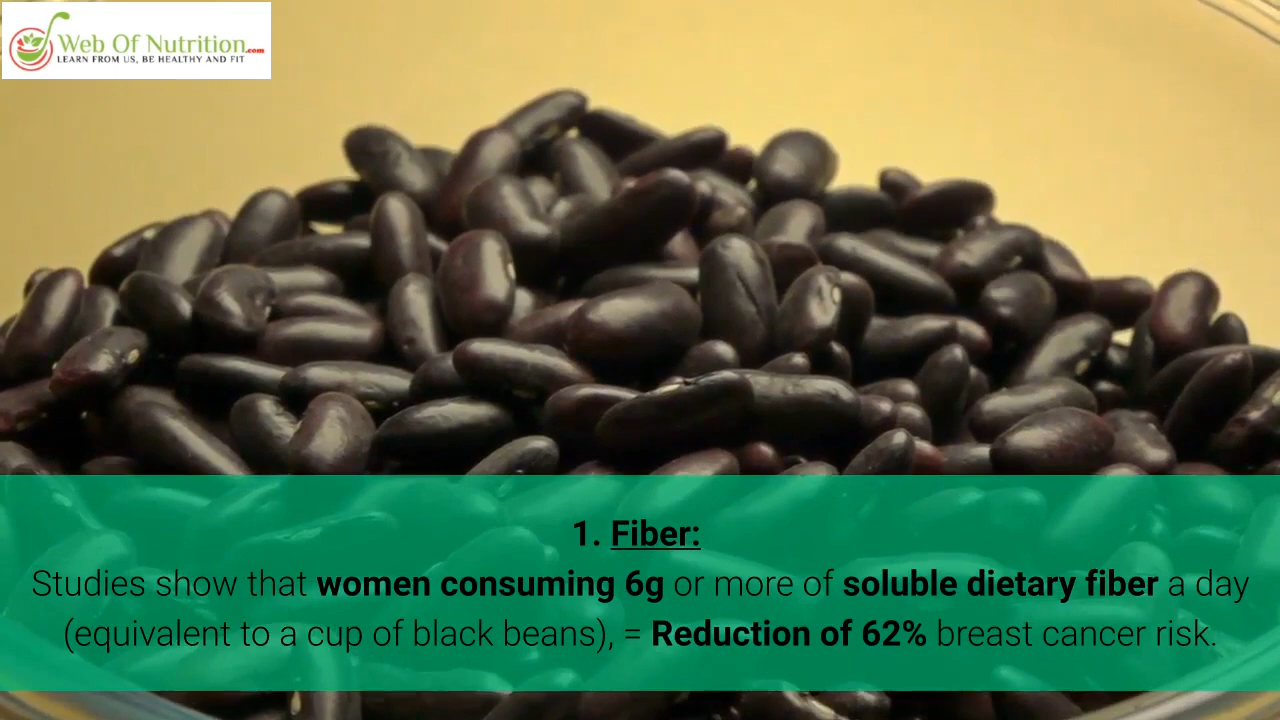 Web Of Nutrition.com
LEARN FROM US, BE HEALTHY AND FIT
1. Fiber:
Studies show that women consuming 6g or more of soluble dietary fiber a day
(equivalent to a cup of black beans), = Reduction of 62% breast cancer risk.